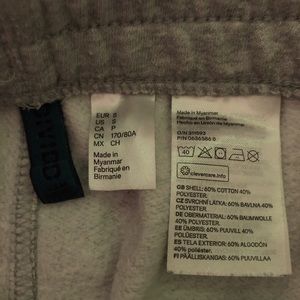 EUR S
US S
CA P
CN 170/80A
MX CH
Made in
Myanmar
Fabriqué en
Birmanie
Made in Myanmar
Fabriqué en Birmanie
40
clevercare.info
GB SHELL: 60% COTTON 40%
POLYESTER.
CZ SVRCHNÍ LÁTKA: 60% BAVLNA 40%
POLYESTER.
DE OBERMATERIAL: 60% BAUMWOLLE
40% POLYESTER.
EE ÜMBRIS: 60% PUUVILL 40%
POLÜESTER.
ES TELA EXTERIOR: 60% ALGODÓN
40% poliéster.
FI PÄÄLLISKANGAS: 60% PUUVILLAA